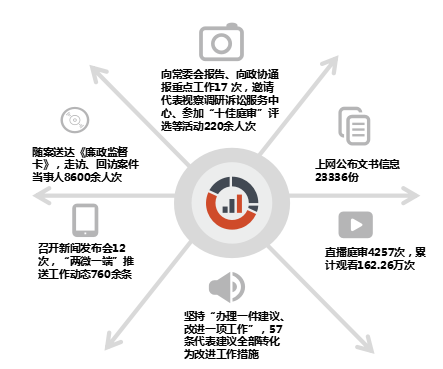 向常委会报告、向政协通
报重点工作17 次，邀请
代表视察调研诉讼服务中
心、参加“十佳庭审”评
选等活动220余人次
随案送达《廉政监督
卡》，走访、回访案件
当事人8600余人次
上网公布文书信息
23336份
召开新闻发布会12
次，“两微一端”推
送工作动态760余条
直播庭审4257次，累
计观看162.26万次
坚持“办理一件建议、
改进一项工作”，57
条代表建议全部转化
为改进工作措施